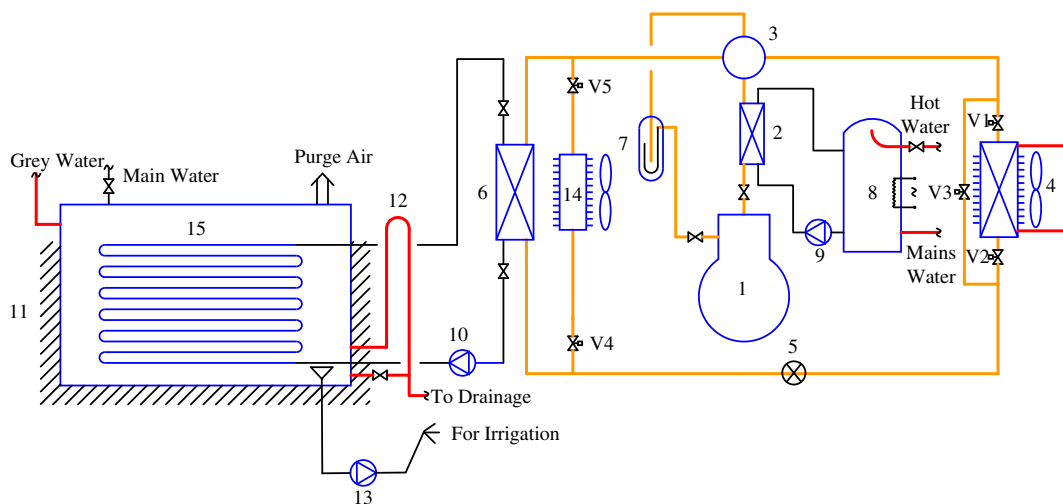 3
V5
Hot
Water
V1
Grey Water
Purge Air
Main Water
2
7
12
6
14
8
V3
4
15
9
Mains
Water
V2
11
1
10
V4
5
To Drainage
For Irrigation
13